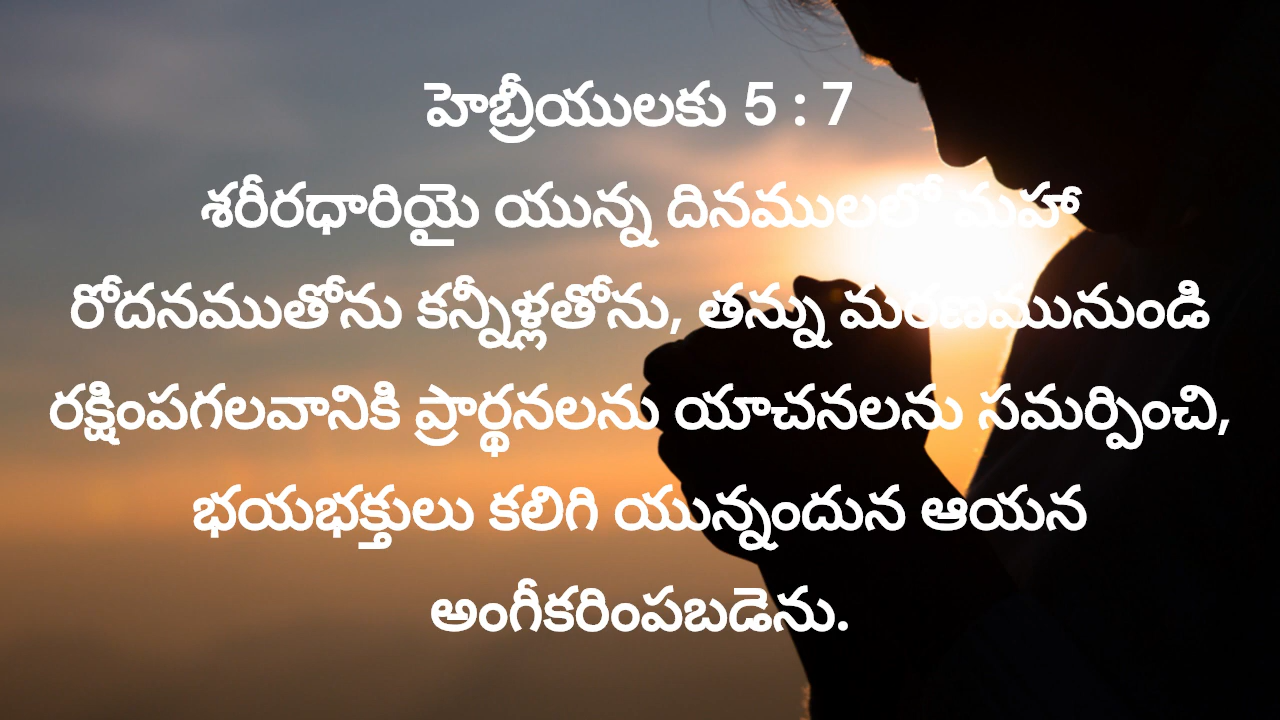 హెబ్రీయులకు 5 : 7
శరీరధారియై యున్న దినములలో మహా
రోదనముతోను కన్నీళ్లతోను, తన్ను మరణమునుండి
రక్షింపగలవానికి ప్రార్థనలను యాచనలను సమర్పించి,
భయభక్తులు కలిగి యున్నందున ఆయన
అంగీకరింపబడెను.